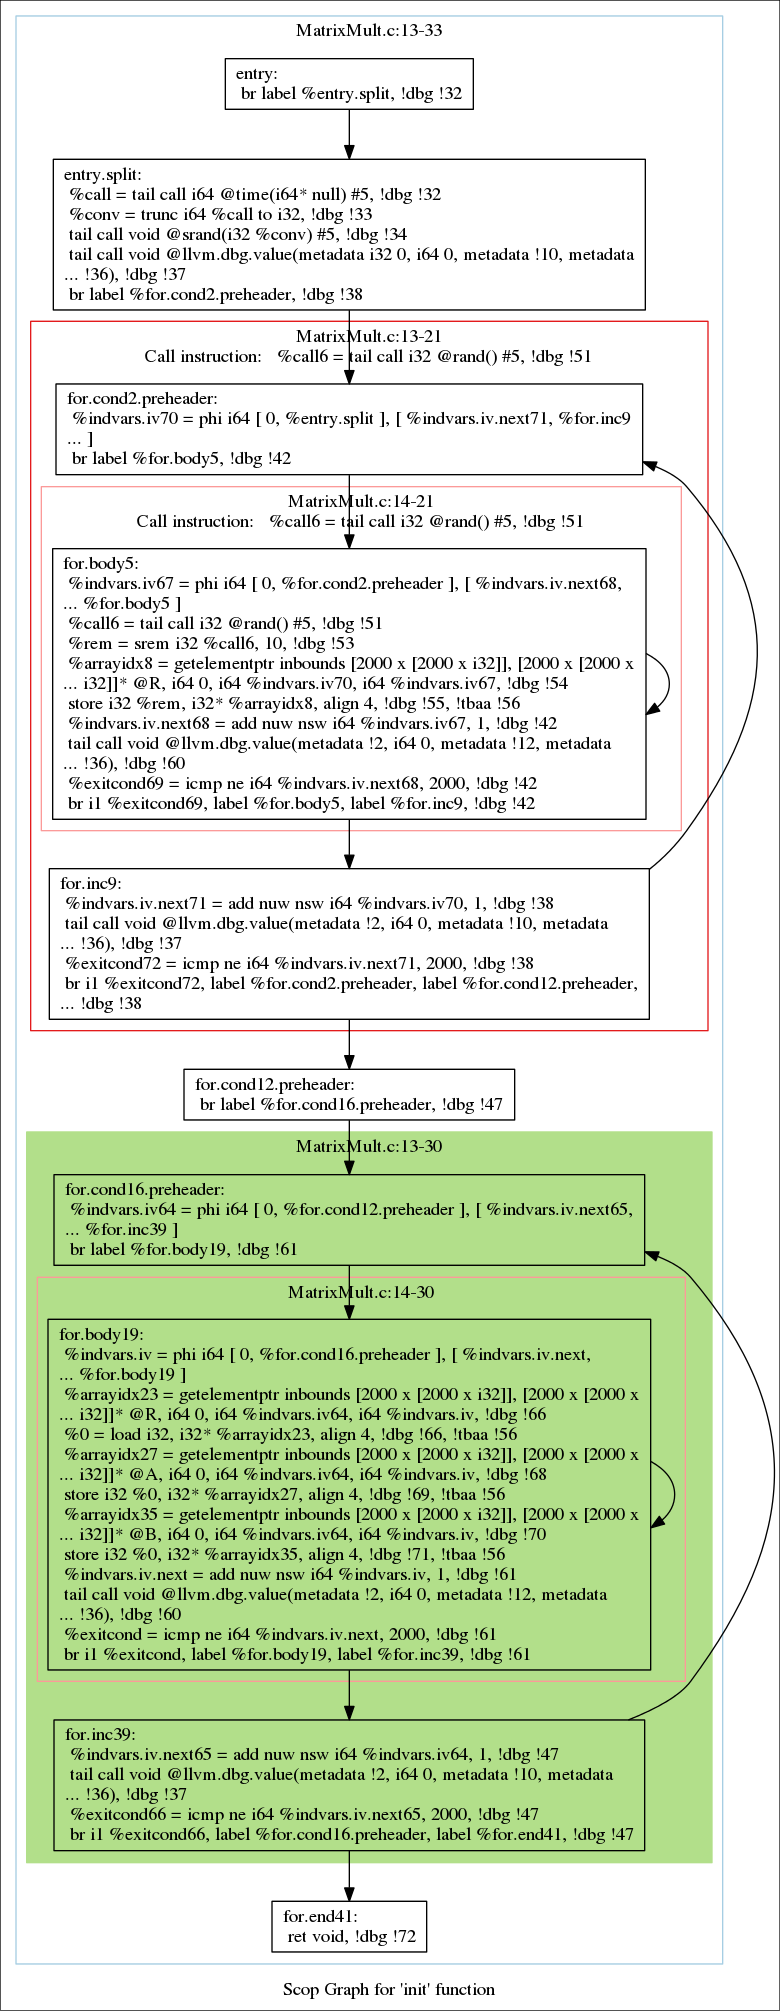 MatrixMult.c:13-33
entry:
br label %entry.split, !dbg !32
entry.split:
%call = tail call i64 @time(i64* null) #5, !dbg !32
%conv = trunc i64 %call to i32, !dbg !33
tail call void @srand(i32 %conv) #5, !dbg !34
tail call void @llvm.dbg.value(metadata i32 0, i64 0, metadata !10, metadata
... !36), !dbg !37
br label %for.cond2.preheader, !dbg !38
MatrixMult.c:13-21
Call instruction:   %call6 = tail call i32 @rand() #5, !dbg !51
for.cond2.preheader:
%indvars.iv70 = phi i64 [ 0, %entry.split ], [ %indvars.iv.next71, %for.inc9
... ]
br label %for.body5, !dbg !42
MatrixMult.c:14-21
Call instruction:   %call6 = tail call i32 @rand() #5, !dbg !51
for.body5:
%indvars.iv67 = phi i64 [ 0, %for.cond2.preheader ], [ %indvars.iv.next68,
... %for.body5 ]
%call6 = tail call i32 @rand() #5, !dbg !51
%rem = srem i32 %call6, 10, !dbg !53
%arrayidx8 = getelementptr inbounds [2000 x [2000 x i32]], [2000 x [2000 x
... i32]]* @R, i64 0, i64 %indvars.iv70, i64 %indvars.iv67, !dbg !54
store i32 %rem, i32* %arrayidx8, align 4, !dbg !55, !tbaa !56
%indvars.iv.next68 = add nuw nsw i64 %indvars.iv67, 1, !dbg !42
tail call void @llvm.dbg.value(metadata !2, i64 0, metadata !12, metadata
... !36), !dbg !60
%exitcond69 = icmp ne i64 %indvars.iv.next68, 2000, !dbg !42
br i1 %exitcond69, label %for.body5, label %for.inc9, !dbg !42
for.inc9:
%indvars.iv.next71 = add nuw nsw i64 %indvars.iv70, 1, !dbg !38
tail call void @llvm.dbg.value(metadata !2, i64 0, metadata !10, metadata
... !36), !dbg !37
%exitcond72 = icmp ne i64 %indvars.iv.next71, 2000, !dbg !38
br i1 %exitcond72, label %for.cond2.preheader, label %for.cond12.preheader,
... !dbg !38
for.cond12.preheader:
br label %for.cond16.preheader, !dbg !47
MatrixMult.c:13-30
for.cond16.preheader:
%indvars.iv64 = phi i64 [ 0, %for.cond12.preheader ], [ %indvars.iv.next65,
... %for.inc39 ]
br label %for.body19, !dbg !61
MatrixMult.c:14-30
for.body19:
%indvars.iv = phi i64 [ 0, %for.cond16.preheader ], [ %indvars.iv.next,
... %for.body19 ]
%arrayidx23 = getelementptr inbounds [2000 x [2000 x i32]], [2000 x [2000 x
... i32]]* @R, i64 0, i64 %indvars.iv64, i64 %indvars.iv, !dbg !66
%0 = load i32, i32* %arrayidx23, align 4, !dbg !66, !tbaa !56
%arrayidx27 = getelementptr inbounds [2000 x [2000 x i32]], [2000 x [2000 x
... i32]]* @A, i64 0, i64 %indvars.iv64, i64 %indvars.iv, !dbg !68
store i32 %0, i32* %arrayidx27, align 4, !dbg !69, !tbaa !56
%arrayidx35 = getelementptr inbounds [2000 x [2000 x i32]], [2000 x [2000 x
... i32]]* @B, i64 0, i64 %indvars.iv64, i64 %indvars.iv, !dbg !70
store i32 %0, i32* %arrayidx35, align 4, !dbg !71, !tbaa !56
%indvars.iv.next = add nuw nsw i64 %indvars.iv, 1, !dbg !61
tail call void @llvm.dbg.value(metadata !2, i64 0, metadata !12, metadata
... !36), !dbg !60
%exitcond = icmp ne i64 %indvars.iv.next, 2000, !dbg !61
br i1 %exitcond, label %for.body19, label %for.inc39, !dbg !61
for.inc39:
%indvars.iv.next65 = add nuw nsw i64 %indvars.iv64, 1, !dbg !47
tail call void @llvm.dbg.value(metadata !2, i64 0, metadata !10, metadata
... !36), !dbg !37
%exitcond66 = icmp ne i64 %indvars.iv.next65, 2000, !dbg !47
br i1 %exitcond66, label %for.cond16.preheader, label %for.end41, !dbg !47
for.end41:
ret void, !dbg !72
Scop Graph for 'init' function